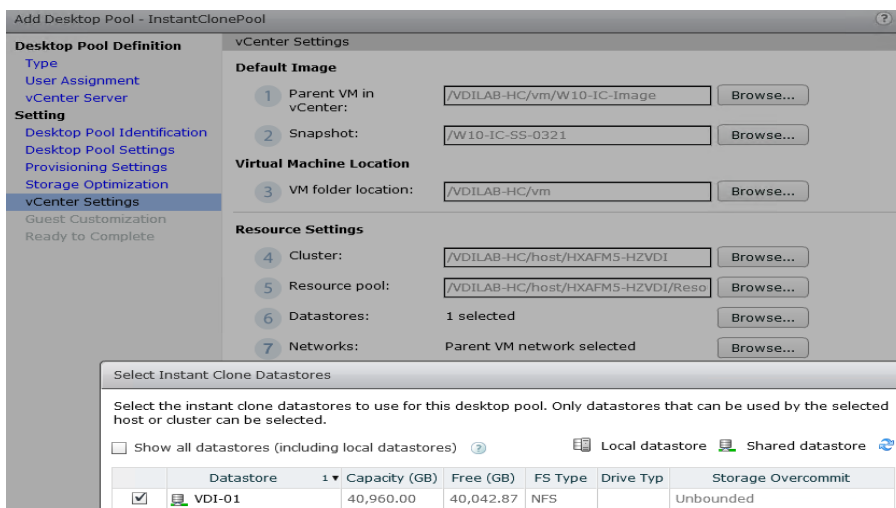 Add Desktop Pool - InstantClonePool
?
Desktop Pool Definition
Type
User Assignment
vCenter Server
Setting
Desktop Pool Identification
Desktop Pool Settings
Provisioning Settings
Storage Optimization
vCenter Settings
Guest Customization
Ready to Complete
vCenter Settings
Default Image
1 Parent VM in vCenter: /VDILAB-HC/vm/W10-IC-Image Browse...
2 Snapshot: /W10-IC-SS-0321 Browse...
Virtual Machine Location
3 VM folder location: /VDILAB-HC/vm Browse...
Resource Settings
4 Cluster: /VDILAB-HC/host/HXAFM5-HZVDI Browse...
5 Resource pool: /VDILAB-HC/host/HXAFM5-HZVDI/Reso Browse...
6 Datastores: 1 selected Browse...
7 Networks: Parent VM network selected Browse...
Select Instant Clone Datastores
Select the instant clone datastores to use for this desktop pool. Only datastores that can be used by the selected
host or cluster can be selected.
Show all datastores (including local datastores) ? Local datastore Shared datastore
Datastore 1 Capacity (GB) Free (GB) FS Type Drive Typ Storage Overcommit
VDI-01 40,960.00 40,042.87 NFS Unbounded